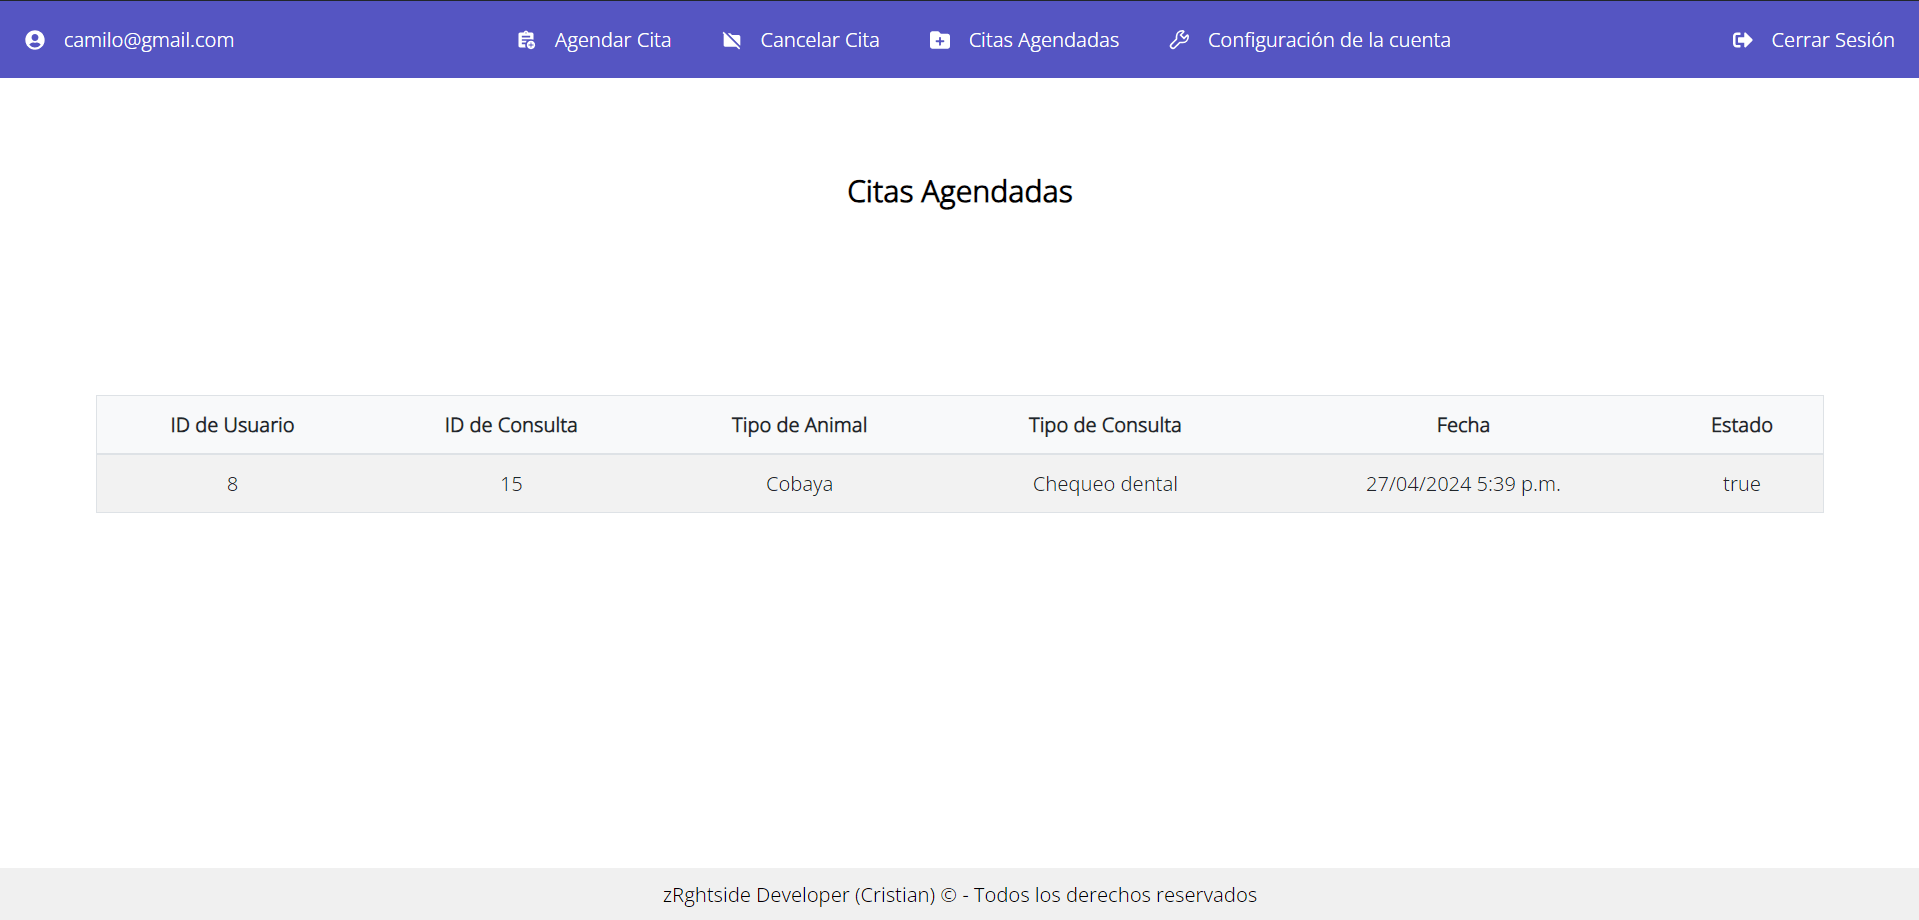 camilo@gmail.com Agendar Cita Cancelar Cita Citas Agendadas Configuración de la cuenta Cerrar Sesión
Citas Agendadas
ID de Usuario ID de Consulta Tipo de Animal Tipo de Consulta Fecha Estado
8 15 Cobaya Chequeo dental 27/04/2024 5:39 p.m. true
zRghtside Developer (Cristian) © - Todos los derechos reservados